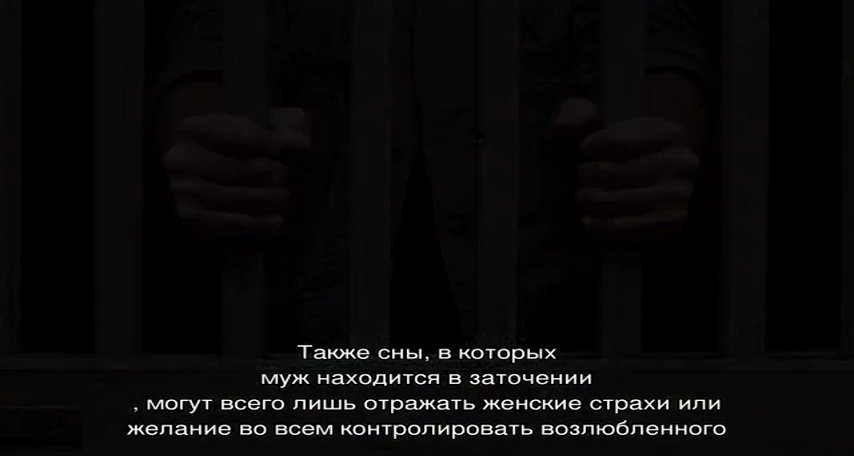 Также сны, в которых
муж находится в заточении
, могут всего лишь отражать женские страхи или
желание во всем контролировать возлюбленного